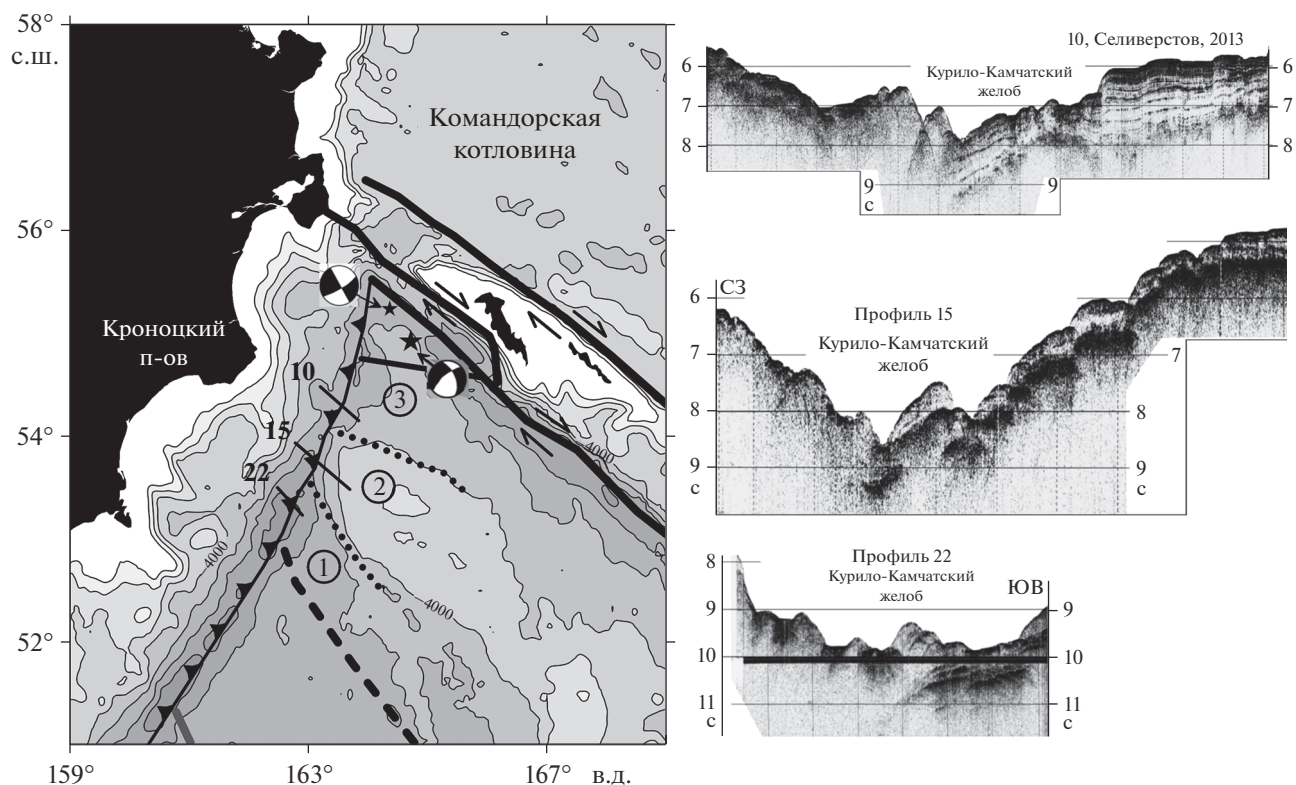 58°
с.ш.
56°
54°
52°
159°
163°
167°
в.д.
Командорская
котловина
Кроноцкий
п-ов
10
15
22
3
2
1
4000
4000
4000
10, Селиверстов, 2013
Курило-Камчатский
желоб
6
7
8
9
с
9
6
7
8
СЗ
Профиль 15
Курило-Камчатский
желоб
6
7
8
9
с
7
8
9
с
Профиль 22
Курило-Камчатский
желоб
ЮВ
8
9
10
11
с
9
10
11
с